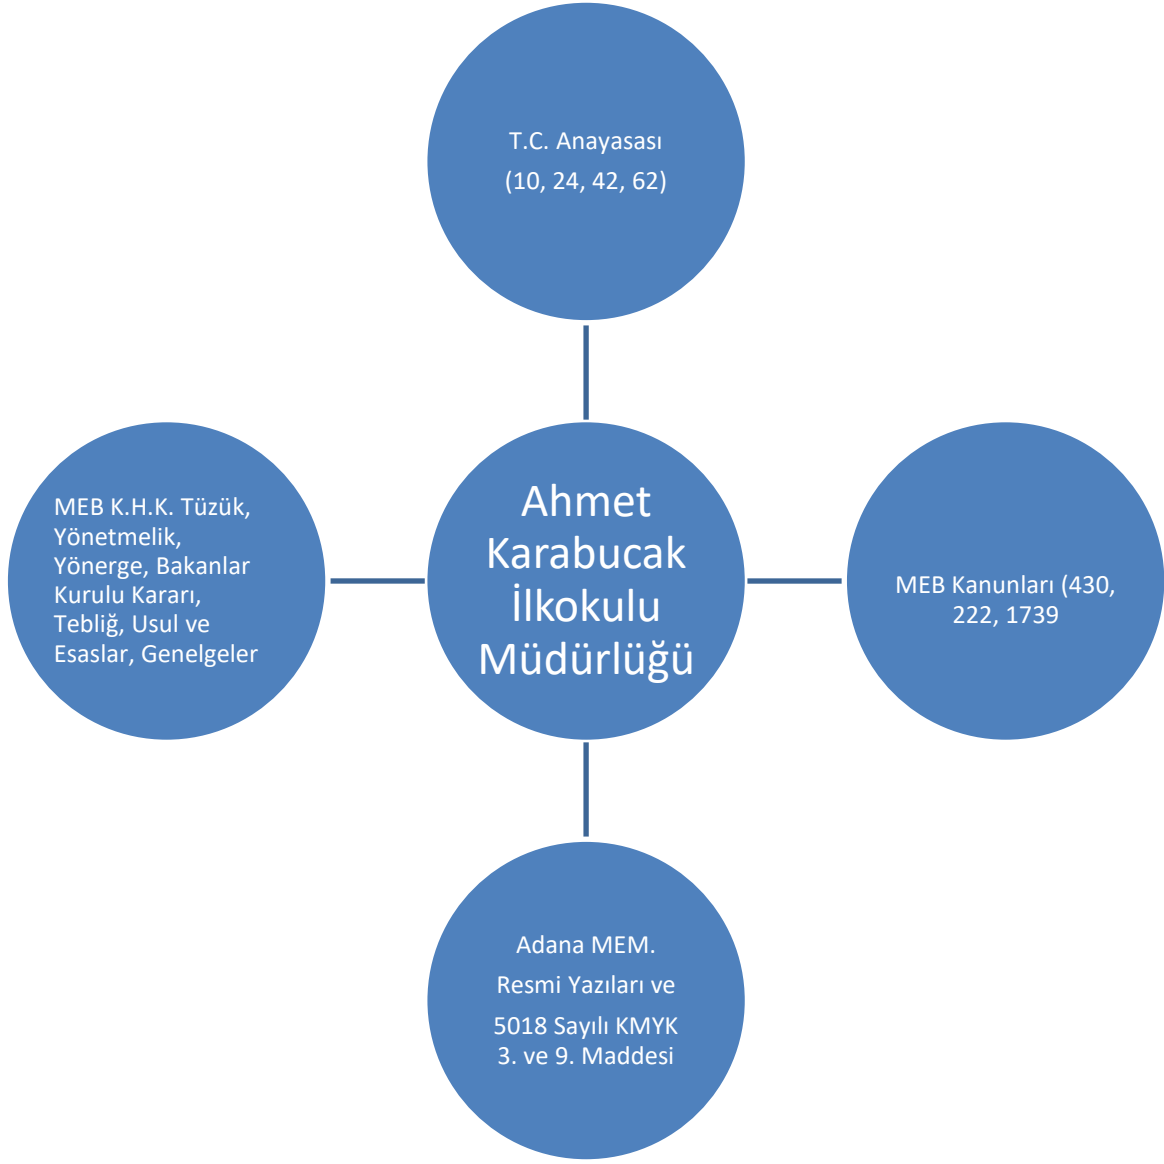 T.C. Anayasası
(10, 24, 42, 62)
MEB K.H.K. Tüzük,
Yönetmelik,
Yönerge, Bakanlar
Kurulu Kararı,
Tebliğ, Usul ve
Esaslar, Genelgeler
Ahmet
Karabucak
İlkokulu
Müdürlüğü
MEB Kanunları (430,
222, 1739
Adana MEM.
Resmi Yazıları ve
5018 Sayılı KMYK
3. ve 9. Maddesi